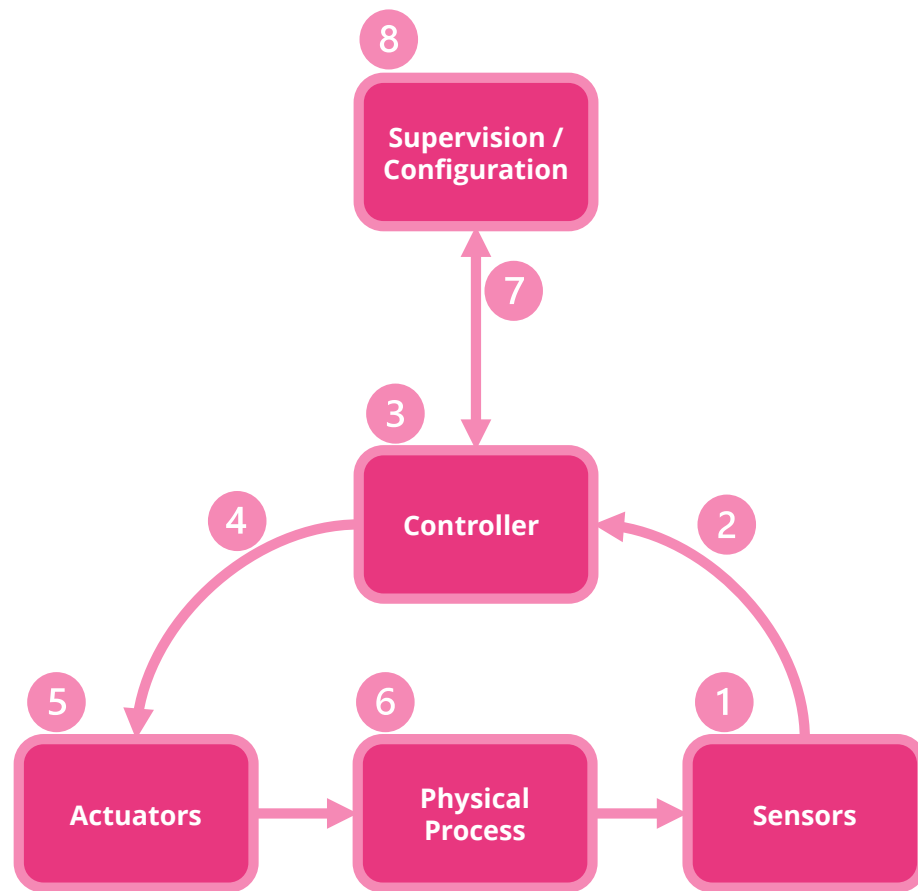 8
Supervision /
Configuration
7
3
Controller
4
2
5
Actuators
6
Physical
Process
1
Sensors